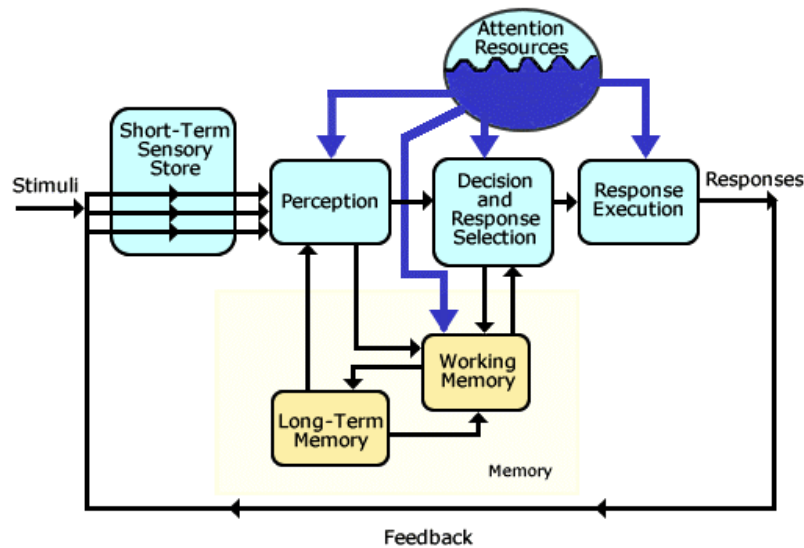 Attention
Resources
Short-Term
Sensory
Store
Stimuli
Perception
Decision
and
Response
Selection
Response
Execution
Responses
Working
Memory
Long-Term
Memory
Memory
Feedback